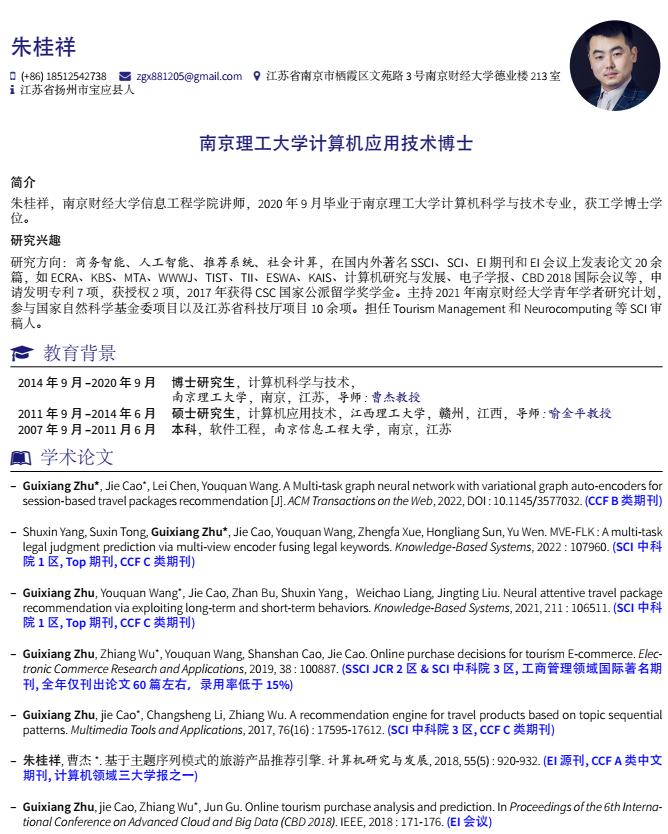 朱桂祥
(+86) 18512542738 zgx881205@gmail.com 江苏省南京市栖霞区文苑路 3 号南京财经大学德业楼 213 室
江苏省扬州市宝应县人
南京理工大学计算机应用技术博士
简介
朱桂祥，南京财经大学信息工程学院讲师，2020 年 9 月毕业于南京理工大学计算机科学与技术专业，获工学博士学
位。
研究兴趣
研究方向：商务智能、人工智能、推荐系统、社会计算，在国内外著名 SSCI、SCI、EI 期刊和 EI 会议上发表论文 20 余
篇，如 ECRA、KBS、MTA、WWWJ、TIST、TII、ESWA、KAIS、计算机研究与发展、电子学报、CBD 2018 国际会议等，申
请发明专利 7 项，获授权 2 项，2017 年获得 CSC 国家公派留学奖学金。主持 2021 年南京财经大学青年学者研究计划，
参与国家自然科学基金委项目以及江苏省科技厅项目 10 余项。担任 Tourism Management 和 Neurocomputing 等 SCI 审
稿人。
教育背景
2014 年 9 月 –2020 年 9 月 博士研究生，计算机科学与技术，
南京理工大学，南京，江苏，导师：曹杰教授
2011 年 9 月 –2014 年 6 月 硕士研究生，计算机应用技术，江西理工大学，赣州，江西，导师：喻金平教授
2007 年 9 月 –2011 月 6 月 本科，软件工程，南京信息工程大学，南京，江苏
学术论文
– Guixiang Zhu*, Jie Cao*, Lei Chen, Youquan Wang. A Multi-task graph neural network with variational graph auto-encoders for
session-based travel packages recommendation [J]. ACM Transactions on the Web, 2022, DOI : 10.1145/3577032. (CCF B 类期刊)
– Shuxin Yang, Suxin Tong, Guixiang Zhu*, Jie Cao, Youquan Wang, Zhengfa Xue, Hongliang Sun, Yu Wen. MVE-FLK : A multi-task
legal judgment prediction via multi-view encoder fusing legal keywords. Knowledge-Based Systems, 2022 : 107960. (SCI 中科
院 1 区, Top 期刊, CCF C 类期刊)
– Guixiang Zhu, Youquan Wang*, Jie Cao, Zhan Bu, Shuxin Yang，Weichao Liang, Jingting Liu. Neural attentive travel package
recommendation via exploiting long-term and short-term behaviors. Knowledge-Based Systems, 2021, 211 : 106511. (SCI 中科
院 1 区, Top 期刊, CCF C 类期刊)
– Guixiang Zhu, Zhiang Wu*, Youquan Wang, Shanshan Cao, Jie Cao. Online purchase decisions for tourism E-commerce. Elec-
tronic Commerce Research and Applications, 2019, 38 : 100887. (SSCI JCR 2 区 & SCI 中科院 3 区, 工商管理领域国际著名期
刊, 全年仅刊出论文 60 篇左右，录用率低于 15%)
– Guixiang Zhu, jie Cao*, Changsheng Li, Zhiang Wu. A recommendation engine for travel products based on topic sequential
patterns. Multimedia Tools and Applications, 2017, 76(16) : 17595-17612. (SCI 中科院 3 区, CCF C 类期刊)
– 朱桂祥, 曹杰 *. 基于主题序列模式的旅游产品推荐引擎. 计算机研究与发展, 2018, 55(5) : 920-932. (EI 源刊, CCF A 类中文
期刊, 计算机领域三大学报之一)
– Guixiang Zhu, jie Cao, Zhiang Wu*, Jun Gu. Online tourism purchase analysis and prediction. In Proceedings of the 6th Interna-
tional Conference on Advanced Cloud and Big Data (CBD 2018). IEEE, 2018 : 171-176. (EI 会议)